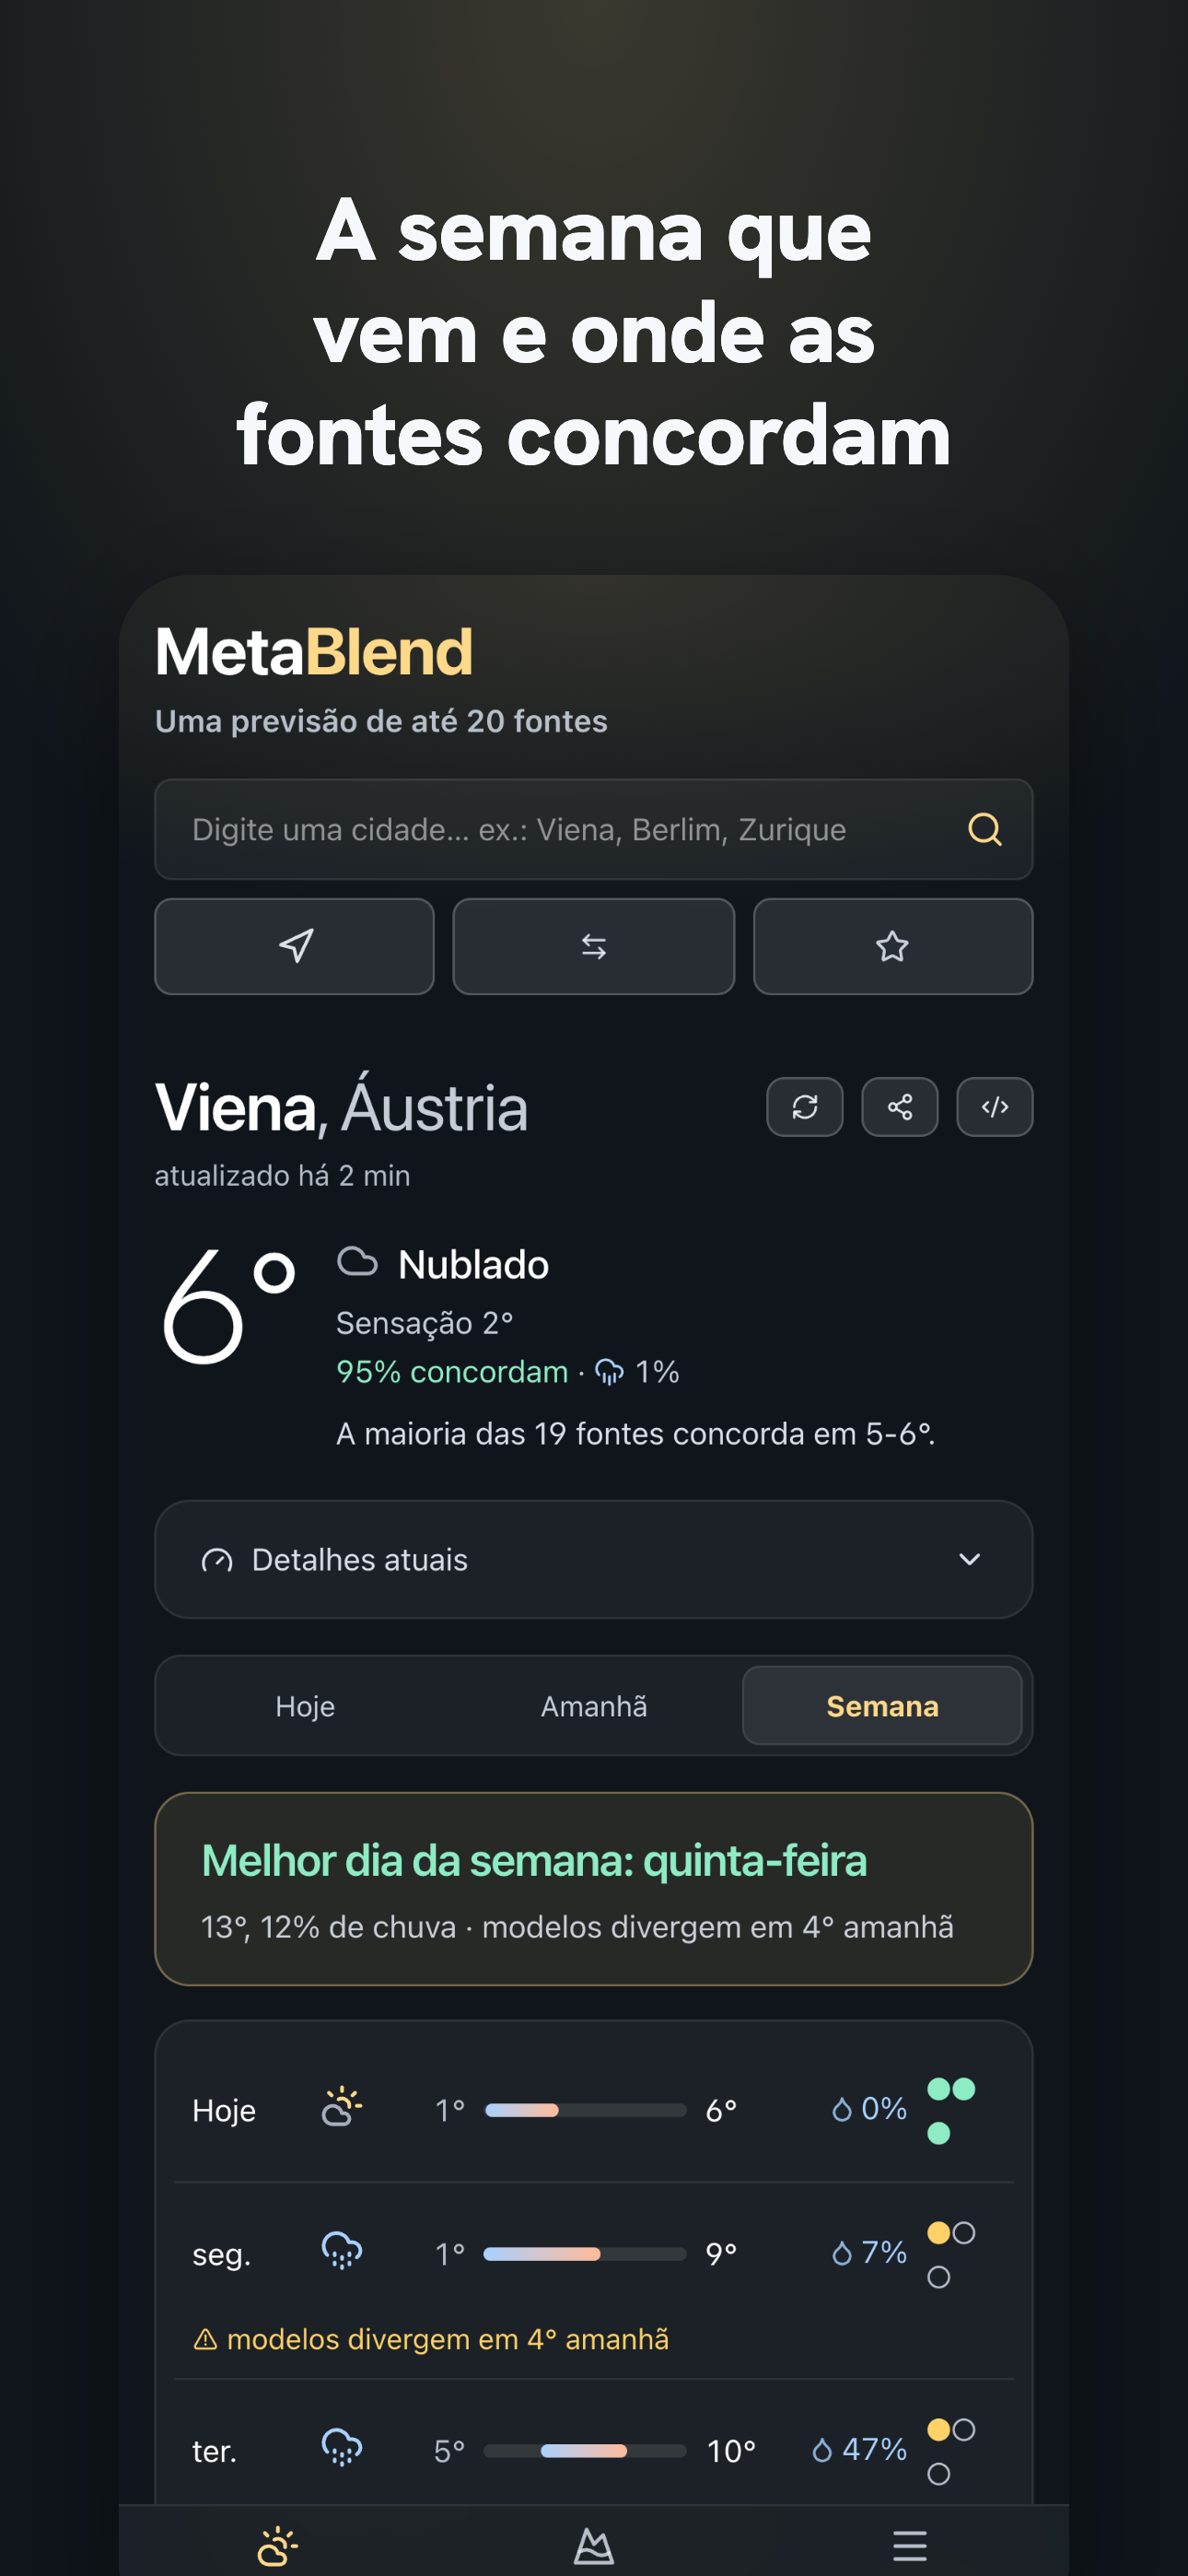 A semana que
vem e onde as
fontes concordam
MetaBlend
Uma previsão de até 20 fontes
Digite uma cidade... ex.: Viena, Berlim, Zurique
Viena, Áustria
atualizado há 2 min
6°
Nublado
Sensação 2°
95% concordam · 1%
A maioria das 19 fontes concorda em 5-6°.
Detalhes atuais
Hoje Amanhã Semana
Melhor dia da semana: quinta-feira
13°, 12% de chuva · modelos divergem em 4° amanhã
Hoje 1° 6° 0%
seg. 1° 9° 7%
modelos divergem em 4° amanhã
ter. 5° 10° 47%